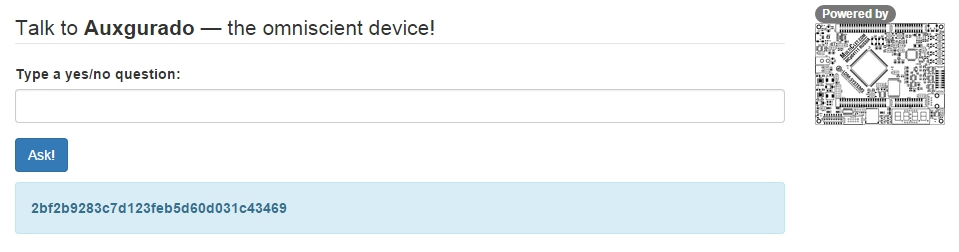 Talk to Auxgurado — the omniscient device!
Type a yes/no question:
Ask!
2bf2b9283c7d123feb5d60d031c43469
Powered by